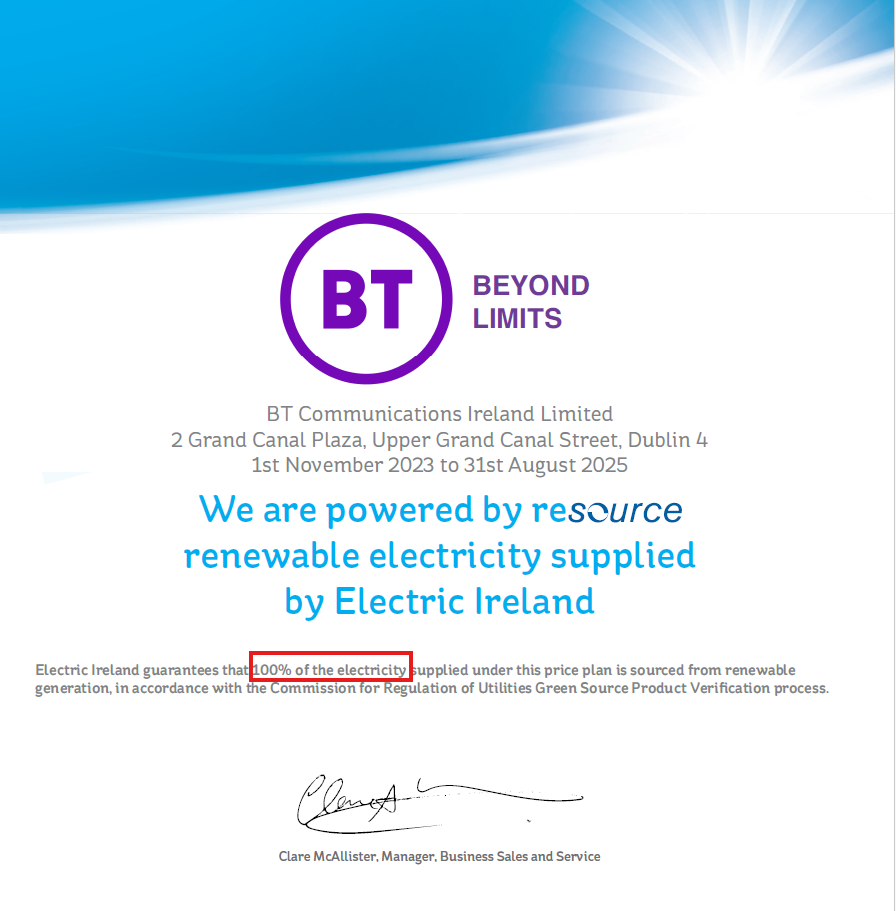 BT
BEYOND
LIMITS
BT Communications Ireland Limited
2 Grand Canal Plaza, Upper Grand Canal Street, Dublin 4
1st November 2023 to 31st August 2025
We are powered by resource
renewable electricity supplied
by Electric Ireland
Electric Ireland guarantees that 100% of the electricity supplied under this price plan is sourced from renewable
generation, in accordance with the Commission for Regulation of Utilities Green Source Product Verification process.
Clare McAllister, Manager, Business Sales and Service